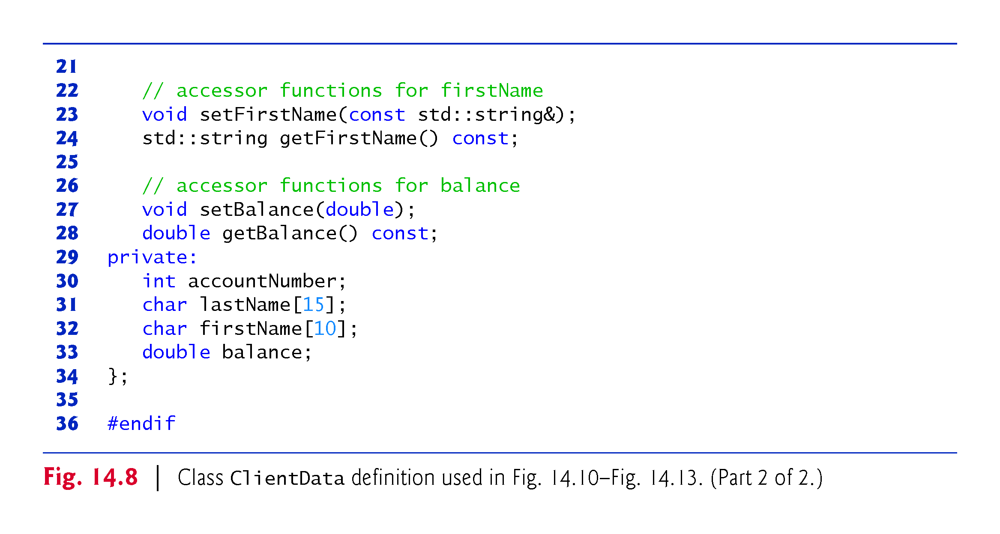 21
22 // accessor functions for firstName
23 void setFirstName(const std::string&);
24 std::string getFirstName() const;
25
26 // accessor functions for balance
27 void setBalance(double);
28 double getBalance() const;
29 private:
30 int accountNumber;
31 char lastName[15];
32 char firstName[10];
33 double balance;
34 };
35
36 #endif
Fig. 14.8 | Class ClientData definition used in Fig. 14.10–Fig. 14.13. (Part 2 of 2.)